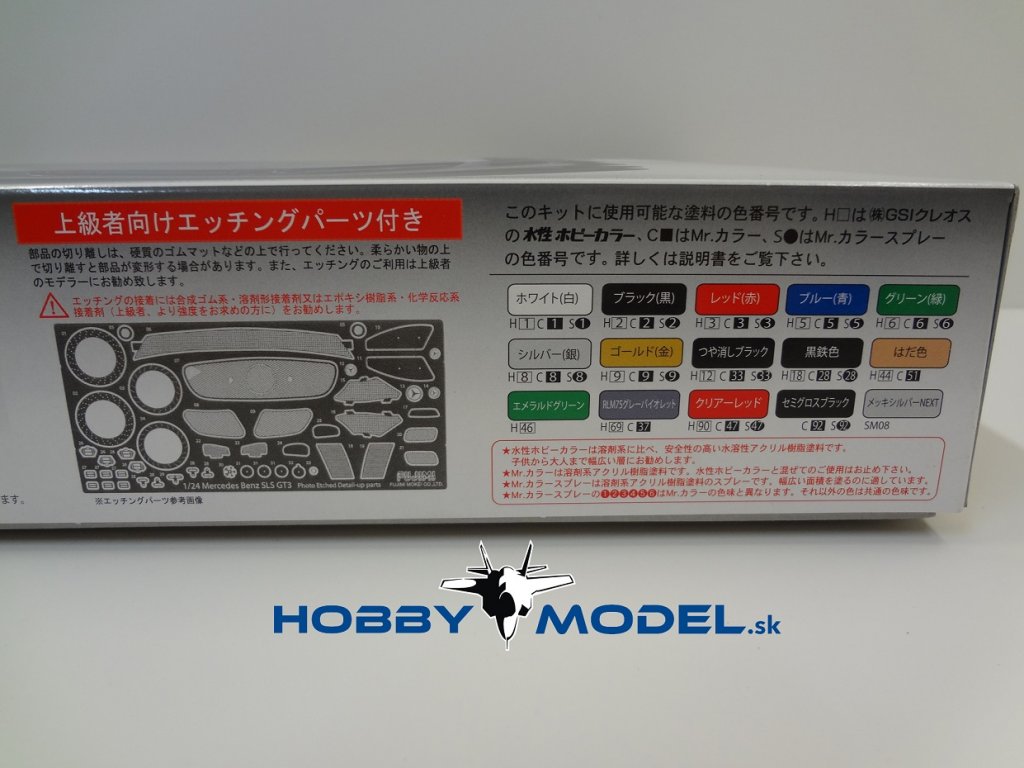 上級者向けエッチングパーツ付き
部品の切り離しは、硬質のゴムマットなどの上で行ってください。柔らかい物の上
で切り離すと部品が変形する場合があります。また、エッチングのご利用は上級者
のモデラーにお勧め致します。
エッチングの接着には合成ゴム系・溶剤形接着剤又はエポキシ樹脂系・化学反応系
接着剤（上級者、より強度をお求めの方に）をお勧めします。
FUJIMI
1/24 Mercedes Benz SLS GT3 Photo Etched Detail-up parts FUJIMI MOKEI CO.,LTD.
ます。
※エッチングパーツ参考画像
このキットに使用可能な塗料の色番号です。H□は㈱GSIクレオス
の水性ホビーカラー、C■はMr.カラー、S●はMr.カラースプレー
の色番号です。詳しくは説明書をご覧下さい。
ホワイト(白) ブラック(黒) レッド(赤) ブルー(青) グリーン(緑)
H1 C1 S1 H2 C2 S2 H3 C3 S3 H5 C5 S5 H6 C6 S6
シルバー(銀) ゴールド(金) つや消しブラック 黒鉄色 はだ色
H8 C8 S8 H9 C9 S9 H12 C33 S33 H18 C28 S28 H44 C51
エメラルドグリーン RLM75グレーバイオレット クリアーレッド セミグロスブラック メッキシルバーNEXT
H46 H69 C37 H90 C47 S47 C92 S92 SM08
★水性ホビーカラーは溶剤系に比べ、安全性の高い水溶性アクリル樹脂塗料です。
子供から大人まで幅広い層にお勧めします。
★Mr.カラーは溶剤系アクリル樹脂塗料です。水性ホビーカラーと混ぜてのご使用はお止め下さい。
★Mr.カラースプレーは溶剤系アクリル樹脂塗料のスプレーです。幅広い面積を塗るのに適しています。
★Mr.カラースプレーの❶❷❸❹❺❻はMr.カラーの色味と異なります。それ以外の色は共通の色味です。
HOBBY MODEL.sk